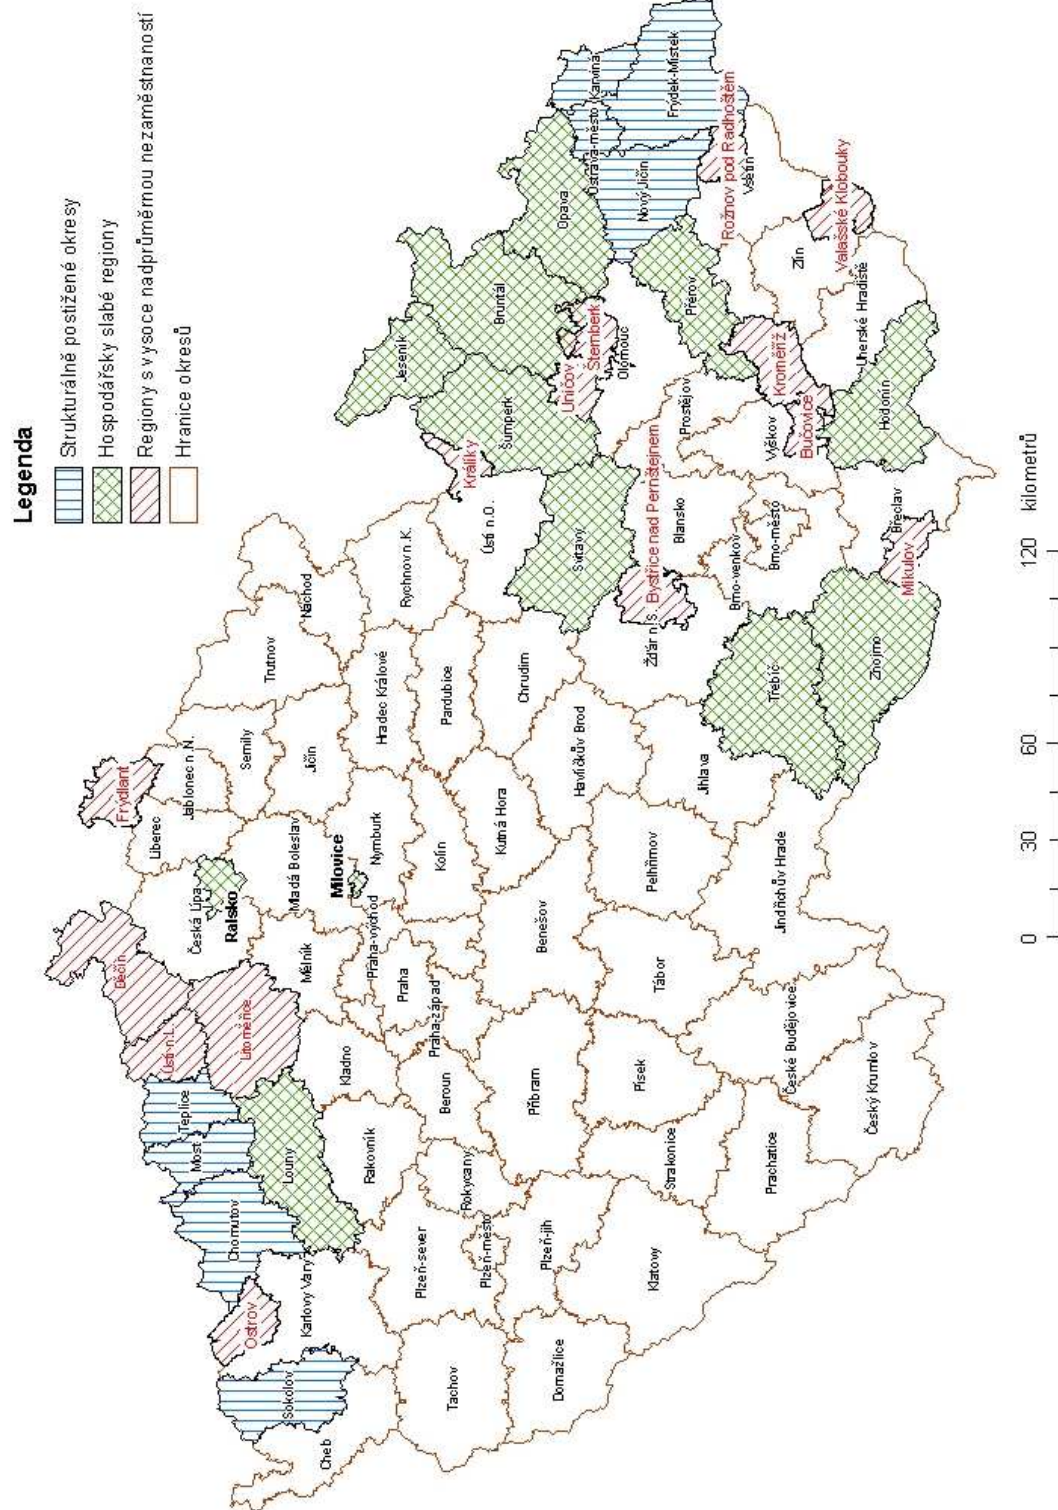 Legenda
Strukturálně postižené okresy
Hospodářsky slabé regiony
Regiony s vysoce nadprůměrnou nezaměstnaností
Hranice okresů
Děčín
Frýdlant
Liberec
Jablonec n.N.
Česká Lípa
Ralsko
Ústí n.L.
Litoměřice
Teplice
Most
Chomutov
Louny
Ostrov
Karlovy Vary
Sokolov
Cheb
Semily
Trutnov
Jičín
Náchod
Mladá Boleslav
Mělník
Milovice
Nymburk
Kladno
Rakovník
Praha-východ
Praha
Praha-západ
Beroun
Kolín
Hradec Králové
Rychnov n.K.
Pardubice
Králíky
Ústí n.O.
Jeseník
Šumperk
Bruntál
Opava
Ostrava-město
Karviná
Frýdek-Místek
Nový Jičín
Uničov
Šternberk
Olomouc
Přerov
Rožnov pod Radhoštěm
Vsetín
Valašské Klobouky
Zlín
Kroměříž
Uherské Hradiště
Prostějov
Vyškov
Bučovice
Hodonín
Svitavy
Bystřice nad Pernštejnem
Žďár n.S.
Blansko
Brno-venkov
Brno-město
Břeclav
Mikulov
Znojmo
Třebíč
Jihlava
Havlíčkův Brod
Chrudim
Kutná Hora
Benešov
Pelhřimov
Jindřichův Hrade
Tábor
Příbram
Písek
České Budějovice
Český Krumlov
Prachatice
Strakonice
Rokycany
Plzeň-sever
Plzeň-město
Plzeň-jih
Klatovy
Tachov
Domažlice
0 30 60 120 kilometrů